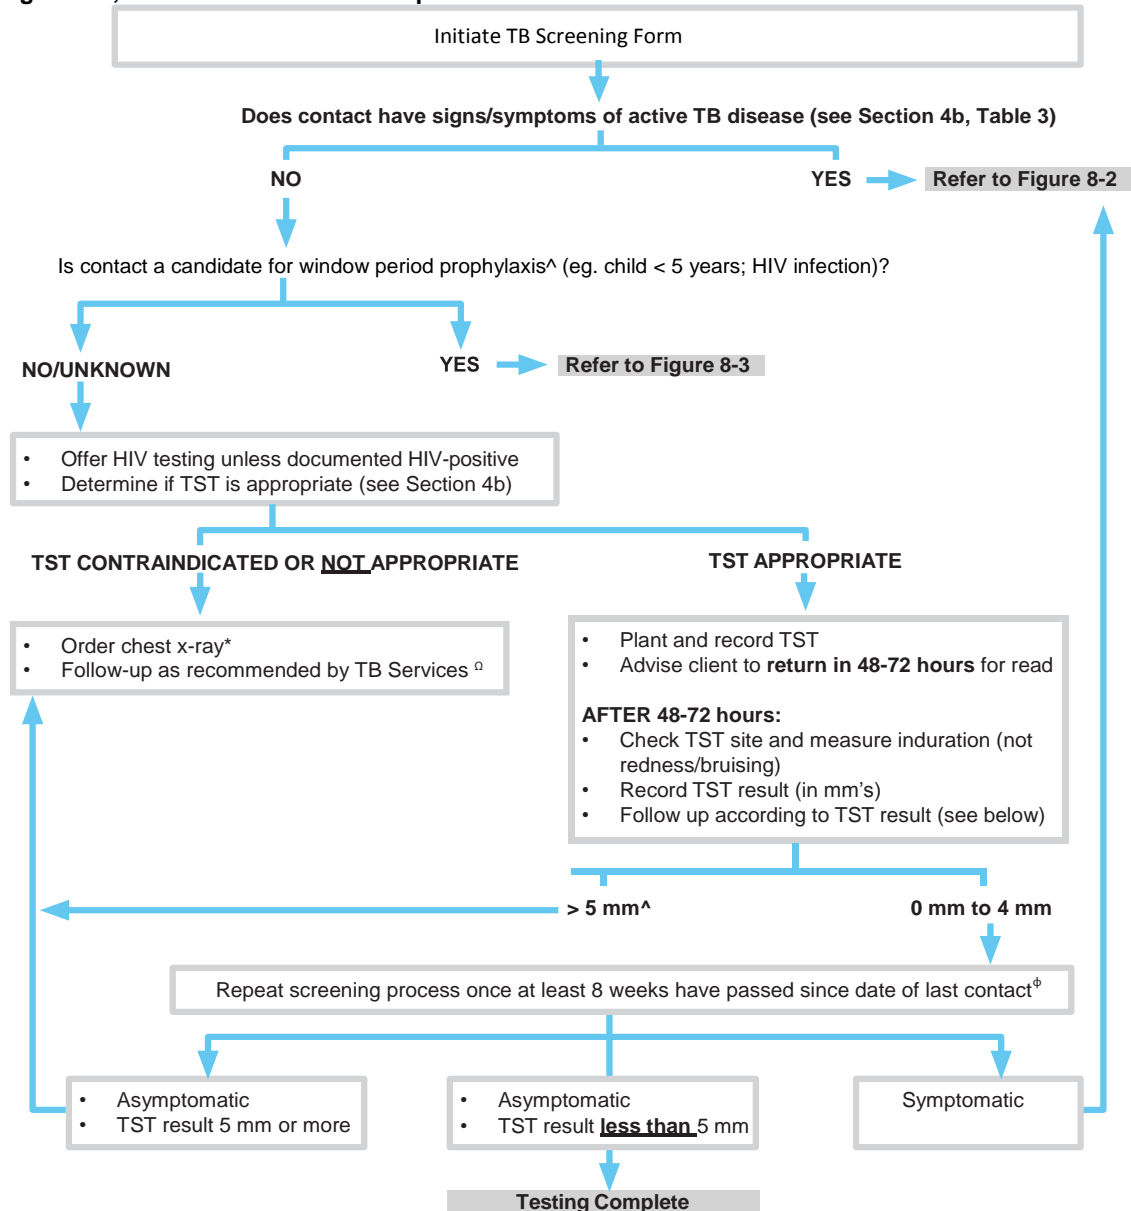 Initiate TB Screening Form
Does contact have signs/symptoms of active TB disease (see Section 4b, Table 3)
NO
YES
Refer to Figure 8-2
Is contact a candidate for window period prophylaxis^ (eg. child < 5 years; HIV infection)?
NO/UNKNOWN
YES
Refer to Figure 8-3
• Offer HIV testing unless documented HIV-positive
• Determine if TST is appropriate (see Section 4b)
TST CONTRAINDICATED OR NOT APPROPRIATE
TST APPROPRIATE
• Order chest x-ray*
• Follow-up as recommended by TB Services Ω
• Plant and record TST
• Advise client to return in 48-72 hours for read
AFTER 48-72 hours:
• Check TST site and measure induration (not
redness/bruising)
• Record TST result (in mm's)
• Follow up according to TST result (see below)
> 5 mm^
0 mm to 4 mm
Repeat screening process once at least 8 weeks have passed since date of last contactᶲ
• Asymptomatic
• TST result 5 mm or more
• Asymptomatic
• TST result less than 5 mm
Symptomatic
Testing Complete